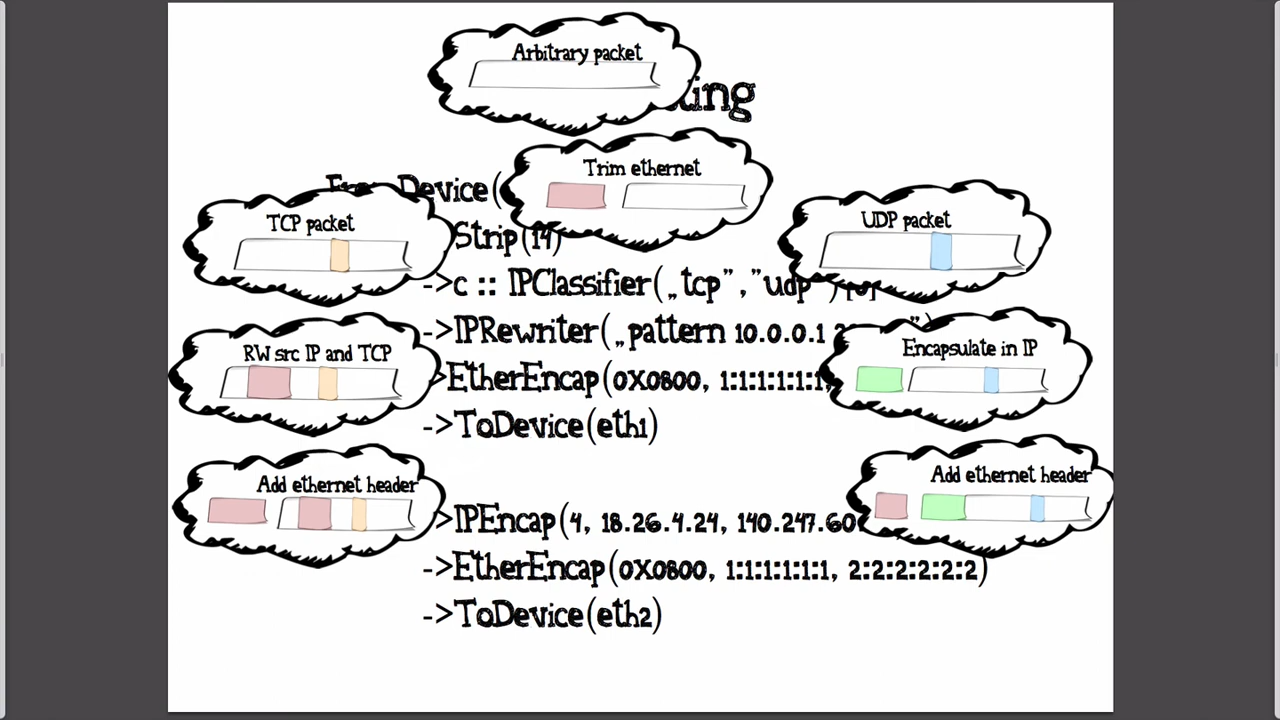 Arbitrary packet
Trim ethernet
Device(
TCP packet
UDP packet
Strip(14)
->c :: IPClassifier(„tcp","udp")[0]
->IPRewriter(„pattern 10.0.0.1
RW src IP and TCP
Encapsulate in IP
>EtherEncap(0X0800, 1:1:1:1:1:1,
->ToDevice(eth1)
Add ethernet header
Add ethernet header
>IPEncap(4, 18.26.4.24, 140.247.60
->EtherEncap(0X0800, 1:1:1:1:1:1, 2:2:2:2:2:2)
->ToDevice(eth2)